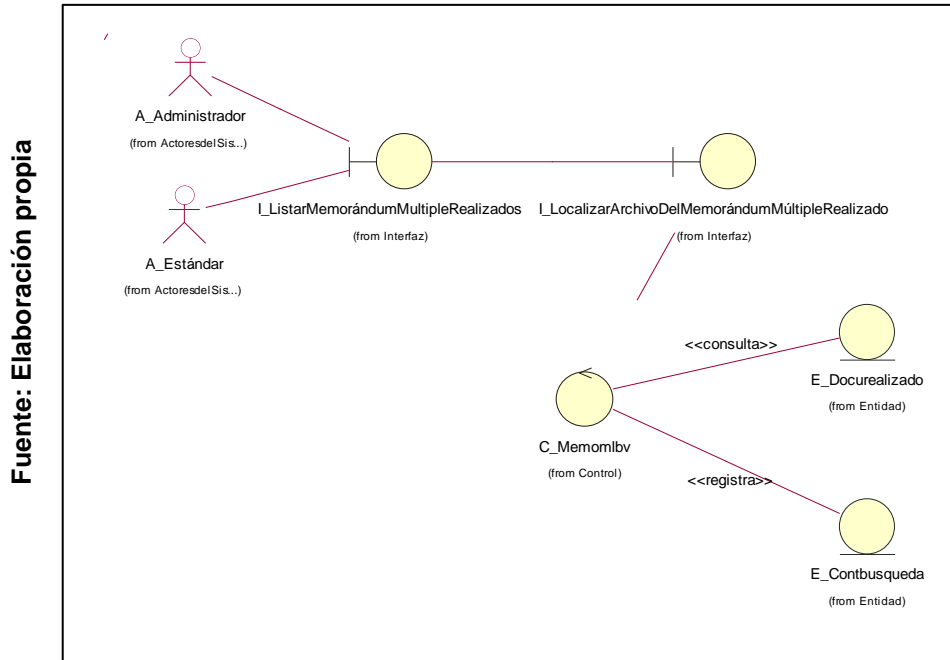 Fuente: Elaboración propia
A_Administrador
(from ActoresdelSis...)
A_Estándar
(from ActoresdelSis...)
I_ListarMemorándumMultipleRealizados
(from Interfaz)
I_LocalizarArchivoDelMemorándumMúltipleRealizado
(from Interfaz)
<<consulta>>
E_Docurealizado
(from Entidad)
C_Memomlbv
(from Control)
<<registra>>
E_Contbusqueda
(from Entidad)